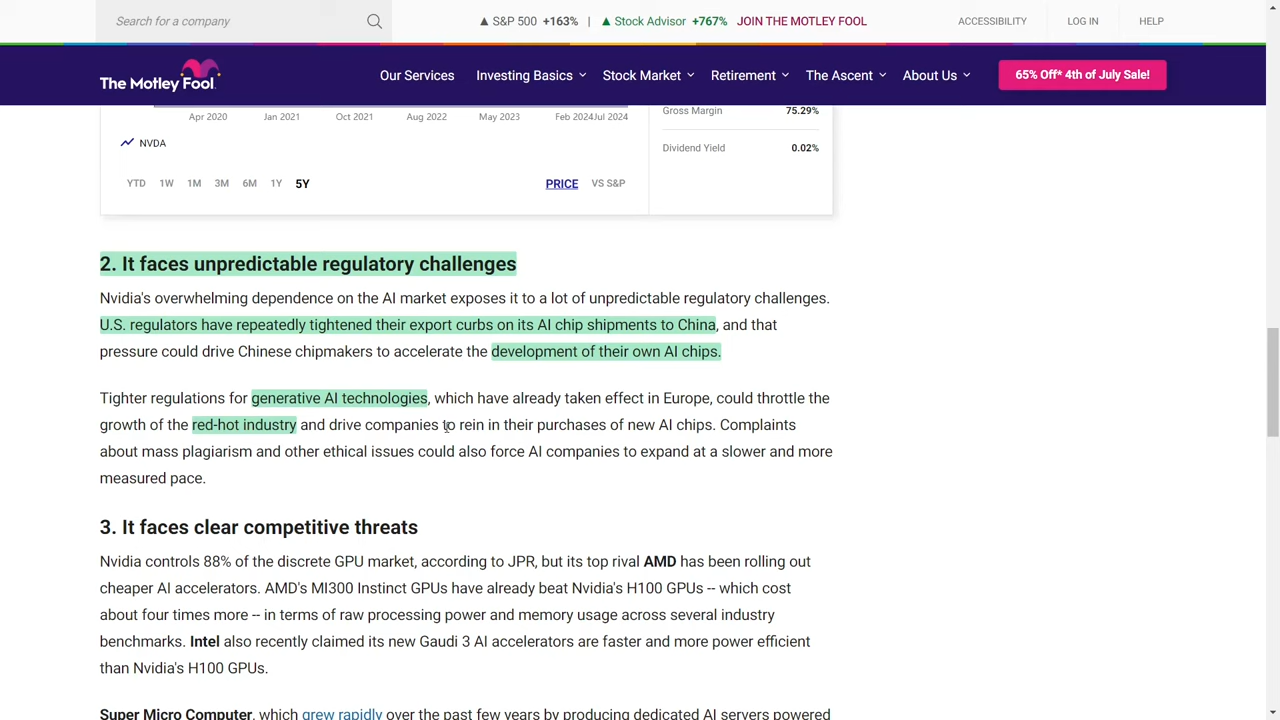 Search for a company
▲ S&P 500 +163% | ▲ Stock Advisor +767% JOIN THE MOTLEY FOOL
ACCESSIBILITY LOG IN HELP
The Motley Fool
Our Services Investing Basics Stock Market Retirement The Ascent About Us 65% Off* 4th of July Sale!
Gross Margin 75.29%
Apr 2020 Jan 2021 Oct 2021 Aug 2022 May 2023 Feb 2024 Jul 2024
NVDA
Dividend Yield 0.02%
YTD 1W 1M 3M 6M 1Y 5Y PRICE VS S&P
2. It faces unpredictable regulatory challenges
Nvidia's overwhelming dependence on the AI market exposes it to a lot of unpredictable regulatory challenges.
U.S. regulators have repeatedly tightened their export curbs on its AI chip shipments to China, and that
pressure could drive Chinese chipmakers to accelerate the development of their own AI chips.
Tighter regulations for generative AI technologies, which have already taken effect in Europe, could throttle the
growth of the red-hot industry and drive companies to rein in their purchases of new AI chips. Complaints
about mass plagiarism and other ethical issues could also force AI companies to expand at a slower and more
measured pace.
3. It faces clear competitive threats
Nvidia controls 88% of the discrete GPU market, according to JPR, but its top rival AMD has been rolling out
cheaper AI accelerators. AMD's MI300 Instinct GPUs have already beat Nvidia's H100 GPUs -- which cost
about four times more -- in terms of raw processing power and memory usage across several industry
benchmarks. Intel also recently claimed its new Gaudi 3 AI accelerators are faster and more power efficient
than Nvidia's H100 GPUs.
Super Micro Computer, which grew rapidly over the past few years by producing dedicated AI servers powered